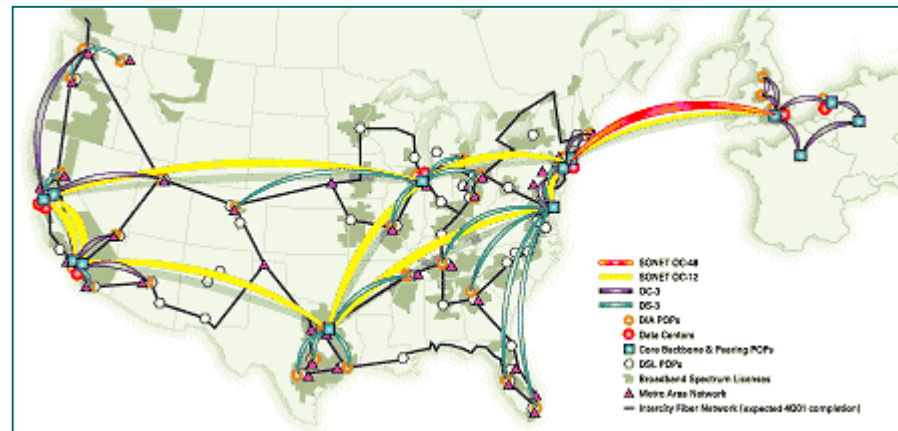 SONET OC-48
SONET OC-12
OC-3
DS-3
DIA POPs
Data Centers
Core Backbone & Peering POPs
DSL POPs
Broadband Spectrum Licenses
Metro Area Network
Intercity Fiber Network (expected 4Q01 completion)